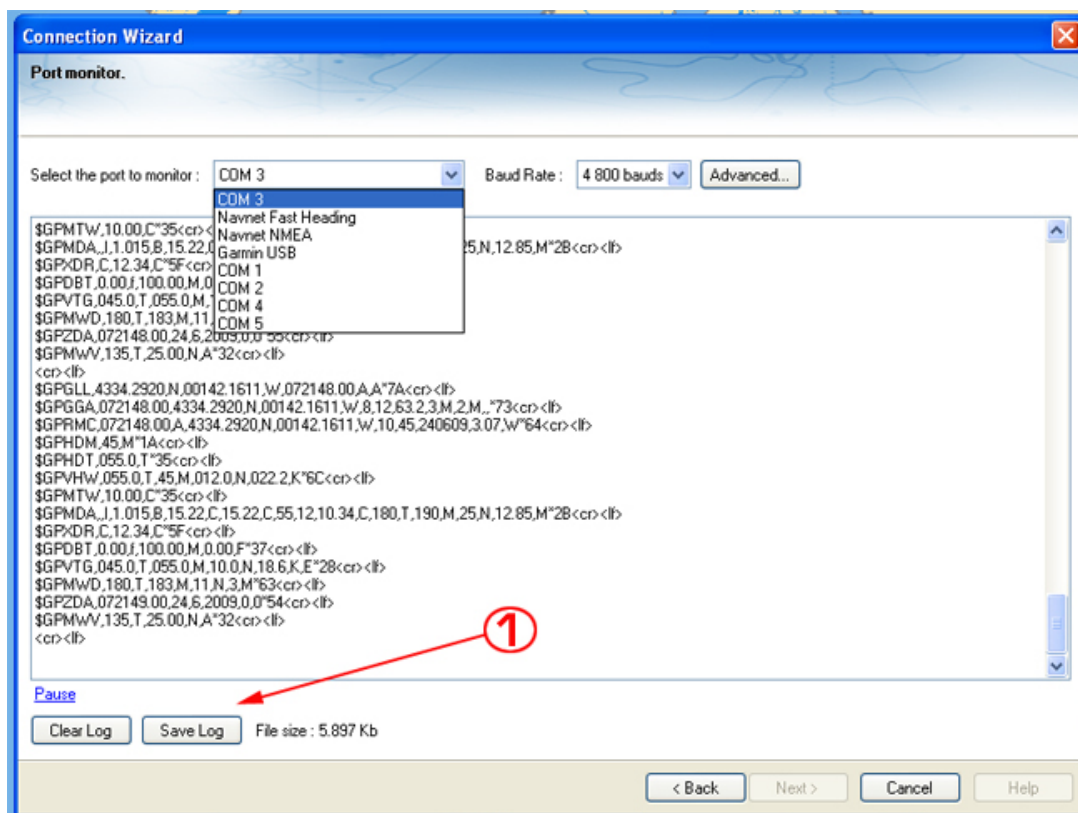 Connection Wizard
Port monitor.
Select the port to monitor : COM 3 Baud Rate : 4 800 bauds Advanced...
COM 3
Navnet Fast Heading
Navnet NMEA
Garmin USB
COM 1
COM 2
COM 4
COM 5
$GPMTW,10.00,C*35<cr><
$GPMDA,,I,1.015,B,15.22, 25,N,12.85,M*2B<cr><lf>
$GPXDR,C,12.34,C*5F<cr>
$GPDBT,0.00,f,100.00,M,0
$GPVTG,045.0,T,055.0,M,
$GPMWD,180,T,183,M,11,
$GPZDA,072148.00,24,6,2009,0,0*55<cr><lf>
$GPMWV,135,T,25.00,N,A*32<cr><lf>
<cr><lf>
$GPGLL,4334.2920,N,00142.1611,W,072148.00,A,A*7A<cr><lf>
$GPGGA,072148.00,4334.2920,N,00142.1611,W,8,12,63.2,3,M,2,M,,*73<cr><lf>
$GPRMC,072148.00,A,4334.2920,N,00142.1611,W,10,45,240609,3.07,W*64<cr><lf>
$GPHDM,45,M*1A<cr><lf>
$GPHDT,055.0,T*35<cr><lf>
$GPVHW,055.0,T,45,M,012.0,N,022.2,K*6C<cr><lf>
$GPMTW,10.00,C*35<cr><lf>
$GPMDA,,I,1.015,B,15.22,C,15.22,C,55,12,10.34,C,180,T,190,M,25,N,12.85,M*2B<cr><lf>
$GPXDR,C,12.34,C*5F<cr><lf>
$GPDBT,0.00,f,100.00,M,0.00,F*37<cr><lf>
$GPVTG,045.0,T,055.0,M,10.0,N,18.6,K,E*28<cr><lf>
$GPMWD,180,T,183,M,11,N,3,M*63<cr><lf>
$GPZDA,072149.00,24,6,2009,0,0*54<cr><lf>
$GPMWV,135,T,25.00,N,A*32<cr><lf>
<cr><lf>
①
Pause
Clear Log Save Log File size : 5.897 Kb
< Back Next > Cancel Help